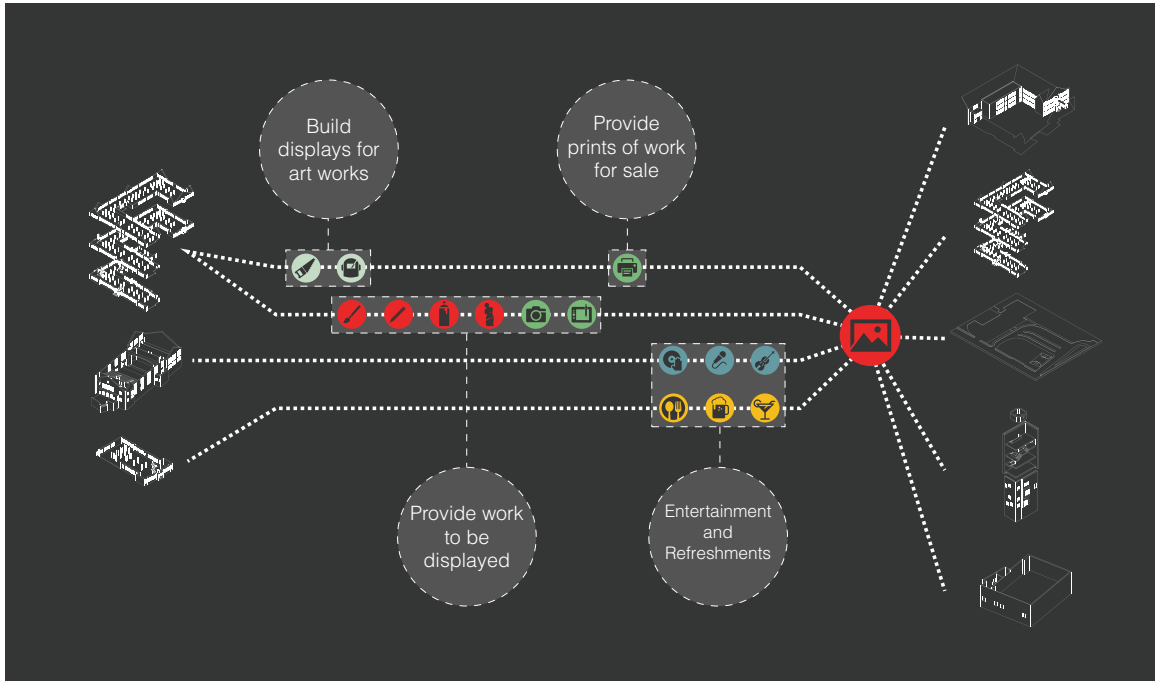 Build
displays for
art works
Provide
prints of work
for sale
Provide work
to be
displayed
Entertainment
and
Refreshments